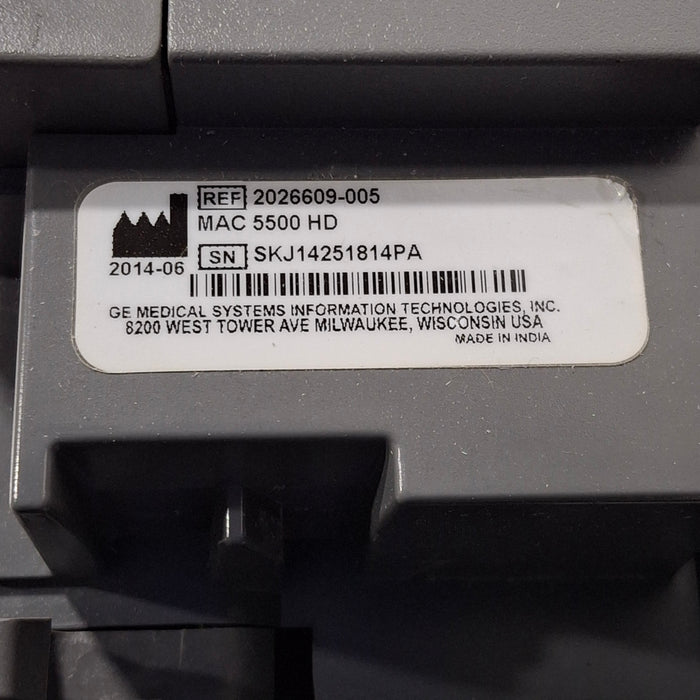 REF 2026609-005
MAC 5500 HD
SN SKJ14251814PA
2014-06
GE MEDICAL SYSTEMS INFORMATION TECHNOLOGIES, INC.
8200 WEST TOWER AVE MILWAUKEE, WISCONSIN USA
MADE IN INDIA